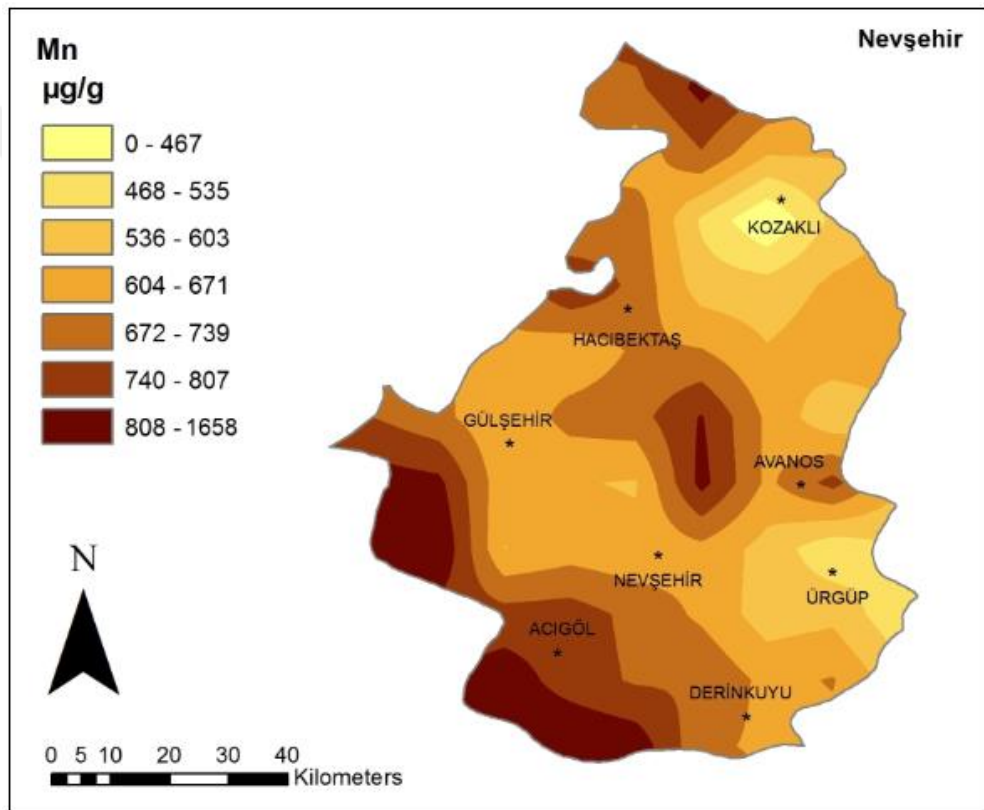 Mn
µg/g
0 - 467
468 - 535
536 - 603
604 - 671
672 - 739
740 - 807
808 - 1658
Nevşehir
KOZAKLI
HACIBEKTAŞ
GÜLŞEHİR
AVANOS
NEVŞEHİR
ÜRGÜP
ACIGÖL
DERİNKUYU
N
0 5 10 20 30 40
Kilometers